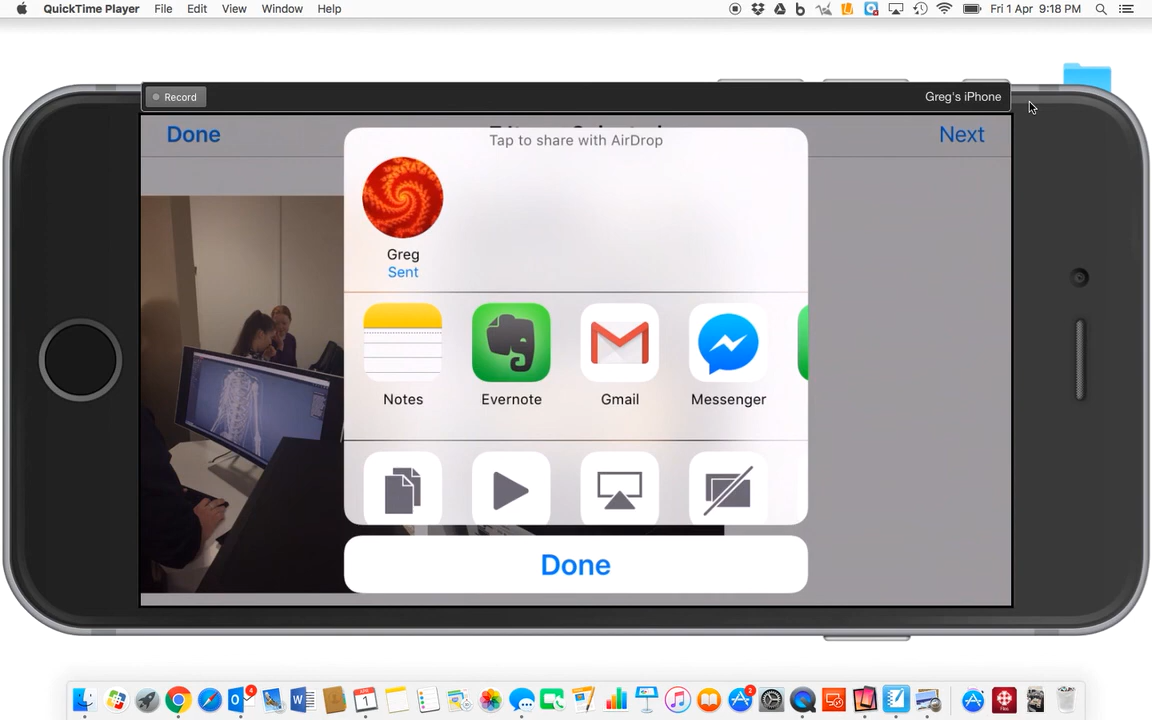 QuickTime Player File Edit View Window Help Fri 1 Apr 9:18 PM
Record Greg's iPhone
Done Next
Tap to share with AirDrop
Greg
Sent
Notes Evernote Gmail Messenger
Done